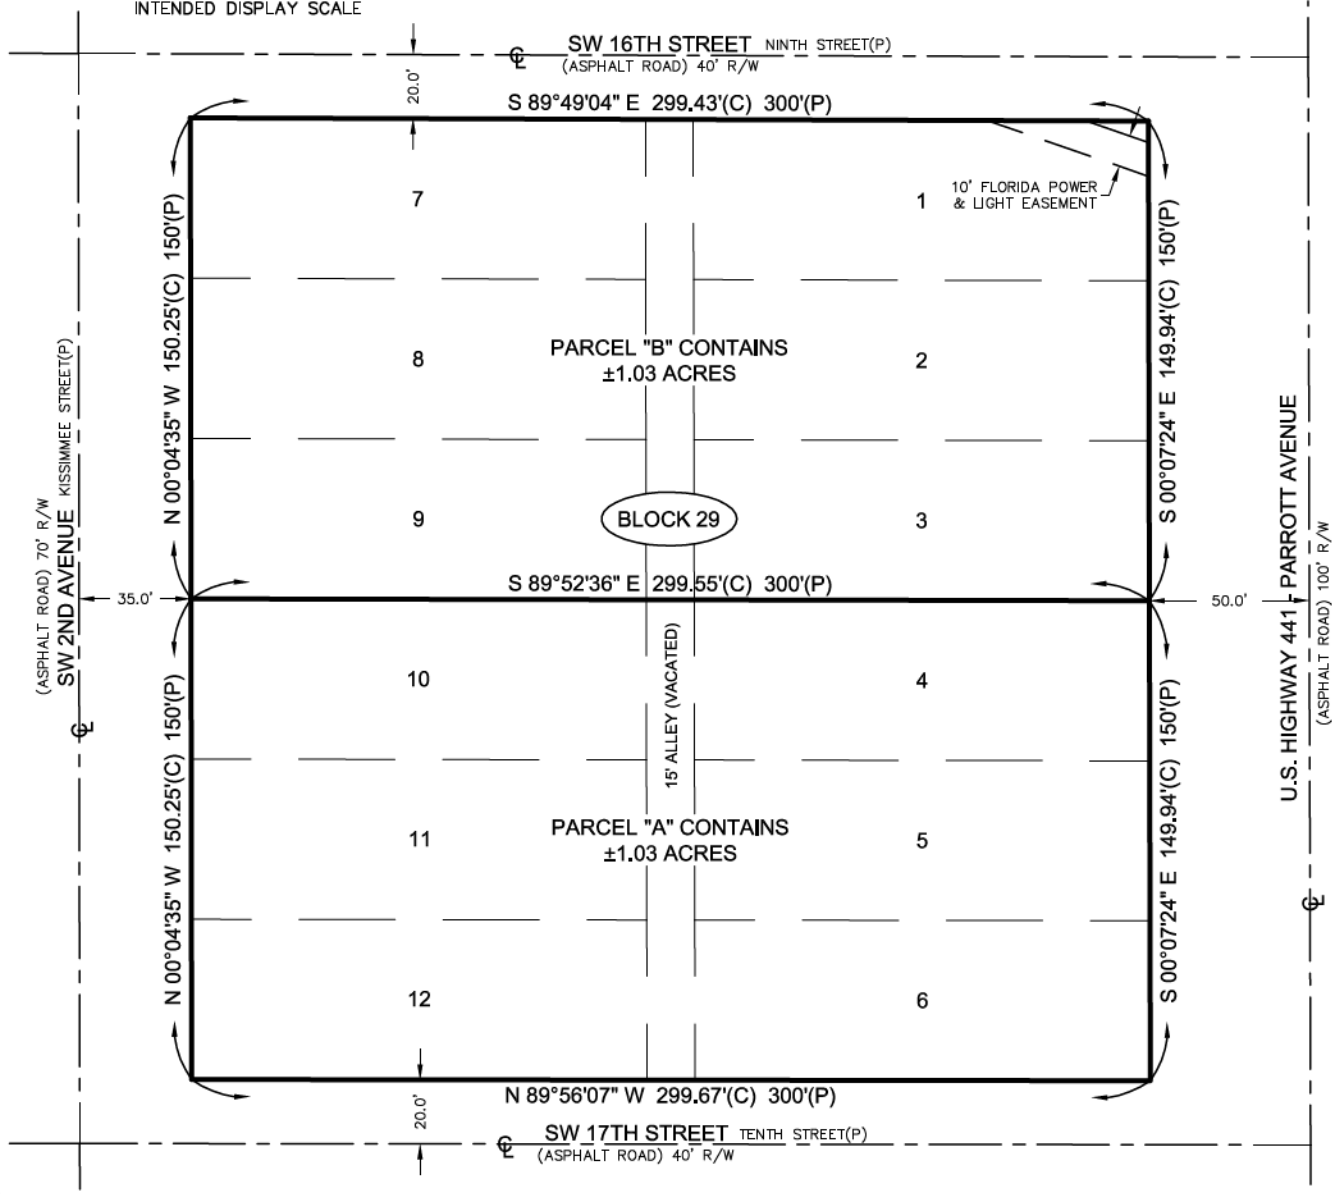 INTENDED DISPLAY SCALE
SW 16TH STREET NINTH STREET(P)
℄
(ASPHALT ROAD) 40' R/W
20.0'
S 89°49'04" E 299.43'(C) 300'(P)
7
1
10' FLORIDA POWER
& LIGHT EASEMENT
N 00°04'35" W 150.25'(C) 150'(P)
S 00°07'24" E 149.94'(C) 150'(P)
8
PARCEL "B" CONTAINS
±1.03 ACRES
2
9
BLOCK 29
3
(ASPHALT ROAD) 70' R/W
SW 2ND AVENUE KISSIMMEE STREET(P)
℄
U.S. HIGHWAY 441 - PARROTT AVENUE
(ASPHALT ROAD) 100' R/W
℄
S 89°52'36" E 299.55'(C) 300'(P)
35.0'
50.0'
10
15' ALLEY (VACATED)
4
N 00°04'35" W 150.25'(C) 150'(P)
S 00°07'24" E 149.94'(C) 150'(P)
11
PARCEL "A" CONTAINS
±1.03 ACRES
5
12
6
N 89°56'07" W 299.67'(C) 300'(P)
20.0'
SW 17TH STREET TENTH STREET(P)
℄
(ASPHALT ROAD) 40' R/W